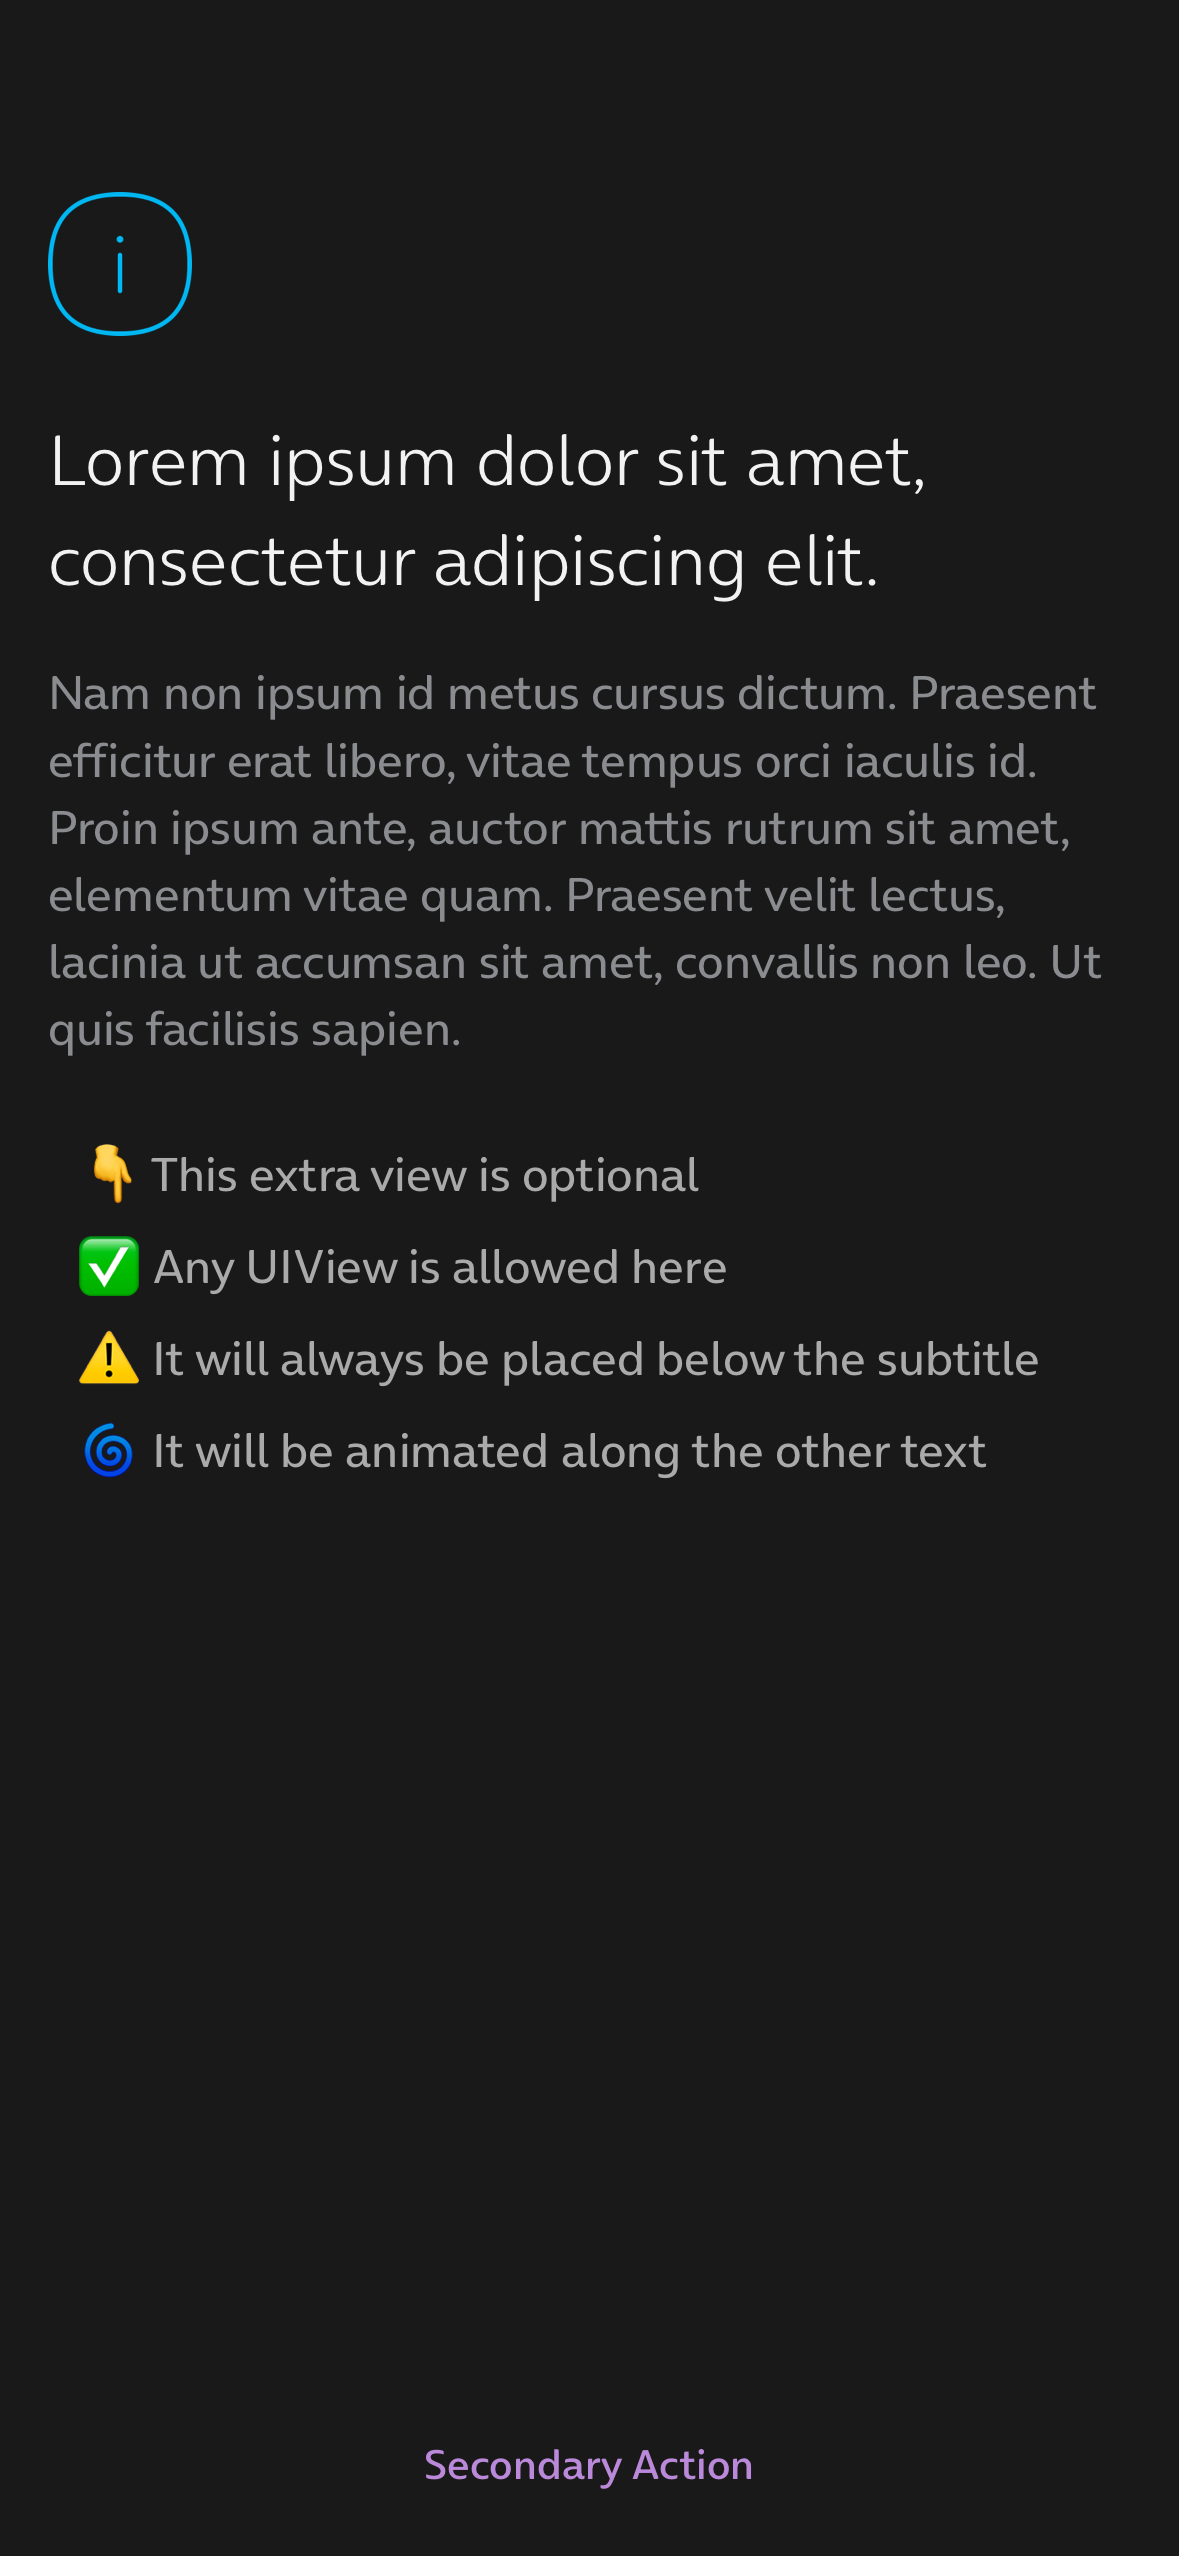 Lorem ipsum dolor sit amet,
consectetur adipiscing elit.
Nam non ipsum id metus cursus dictum. Praesent
efficitur erat libero, vitae tempus orci iaculis id.
Proin ipsum ante, auctor mattis rutrum sit amet,
elementum vitae quam. Praesent velit lectus,
lacinia ut accumsan sit amet, convallis non leo. Ut
quis facilisis sapien.
👇 This extra view is optional
✅ Any UIView is allowed here
⚠️ It will always be placed below the subtitle
🌀 It will be animated along the other text
Secondary Action